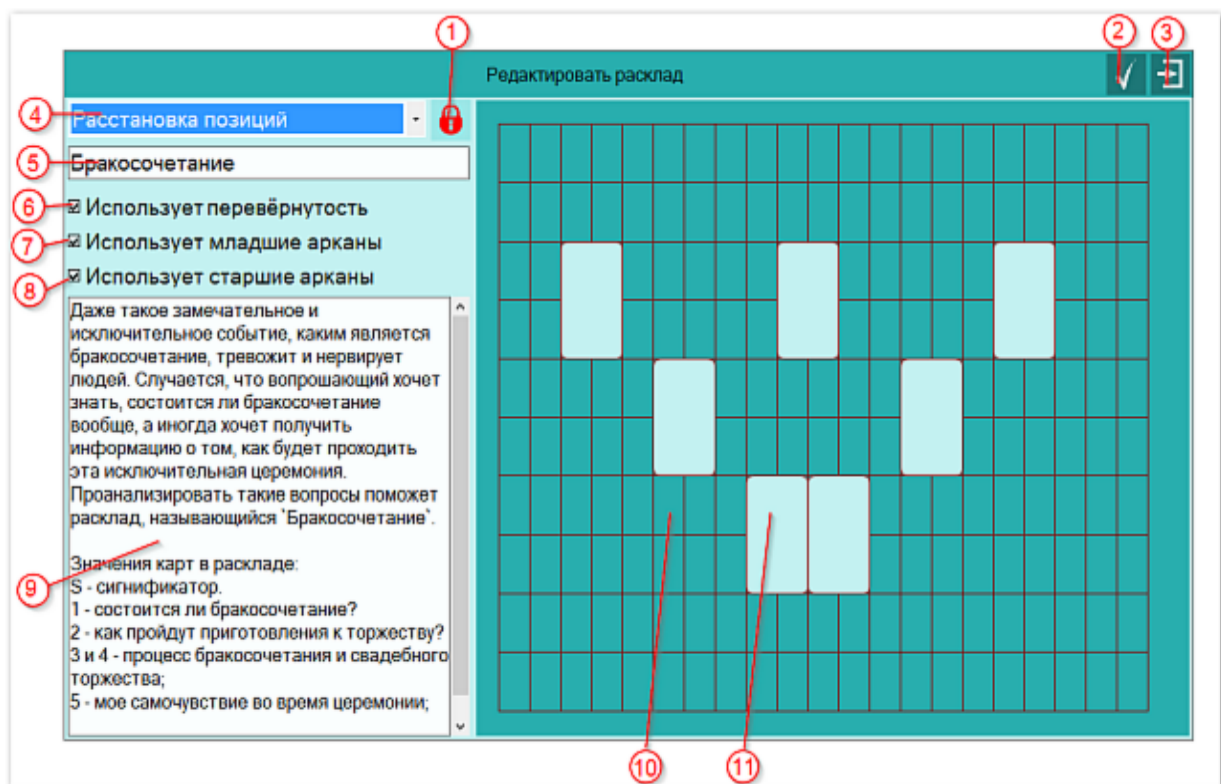 1
2
3
Редактировать расклад
4
Расстановка позиций
5
Бракосочетание
6
Использует перевёрнутость
7
Использует младшие арканы
8
Использует старшие арканы
Даже такое замечательное и
исключительное событие, каким является
бракосочетание, тревожит и нервирует
людей. Случается, что вопрошающий хочет
знать, состоится ли бракосочетание
вообще, а иногда хочет получить
информацию о том, как будет проходить
эта исключительная церемония.
Проанализировать такие вопросы поможет
расклад, называющийся `Бракосочетание`.
9
Значения карт в раскладе:
S - сигнификатор.
1 - состоится ли бракосочетание?
2 - как пройдут приготовления к торжеству?
3 и 4 - процесс бракосочетания и свадебного
торжества;
5 - мое самочувствие во время церемонии;
10
11